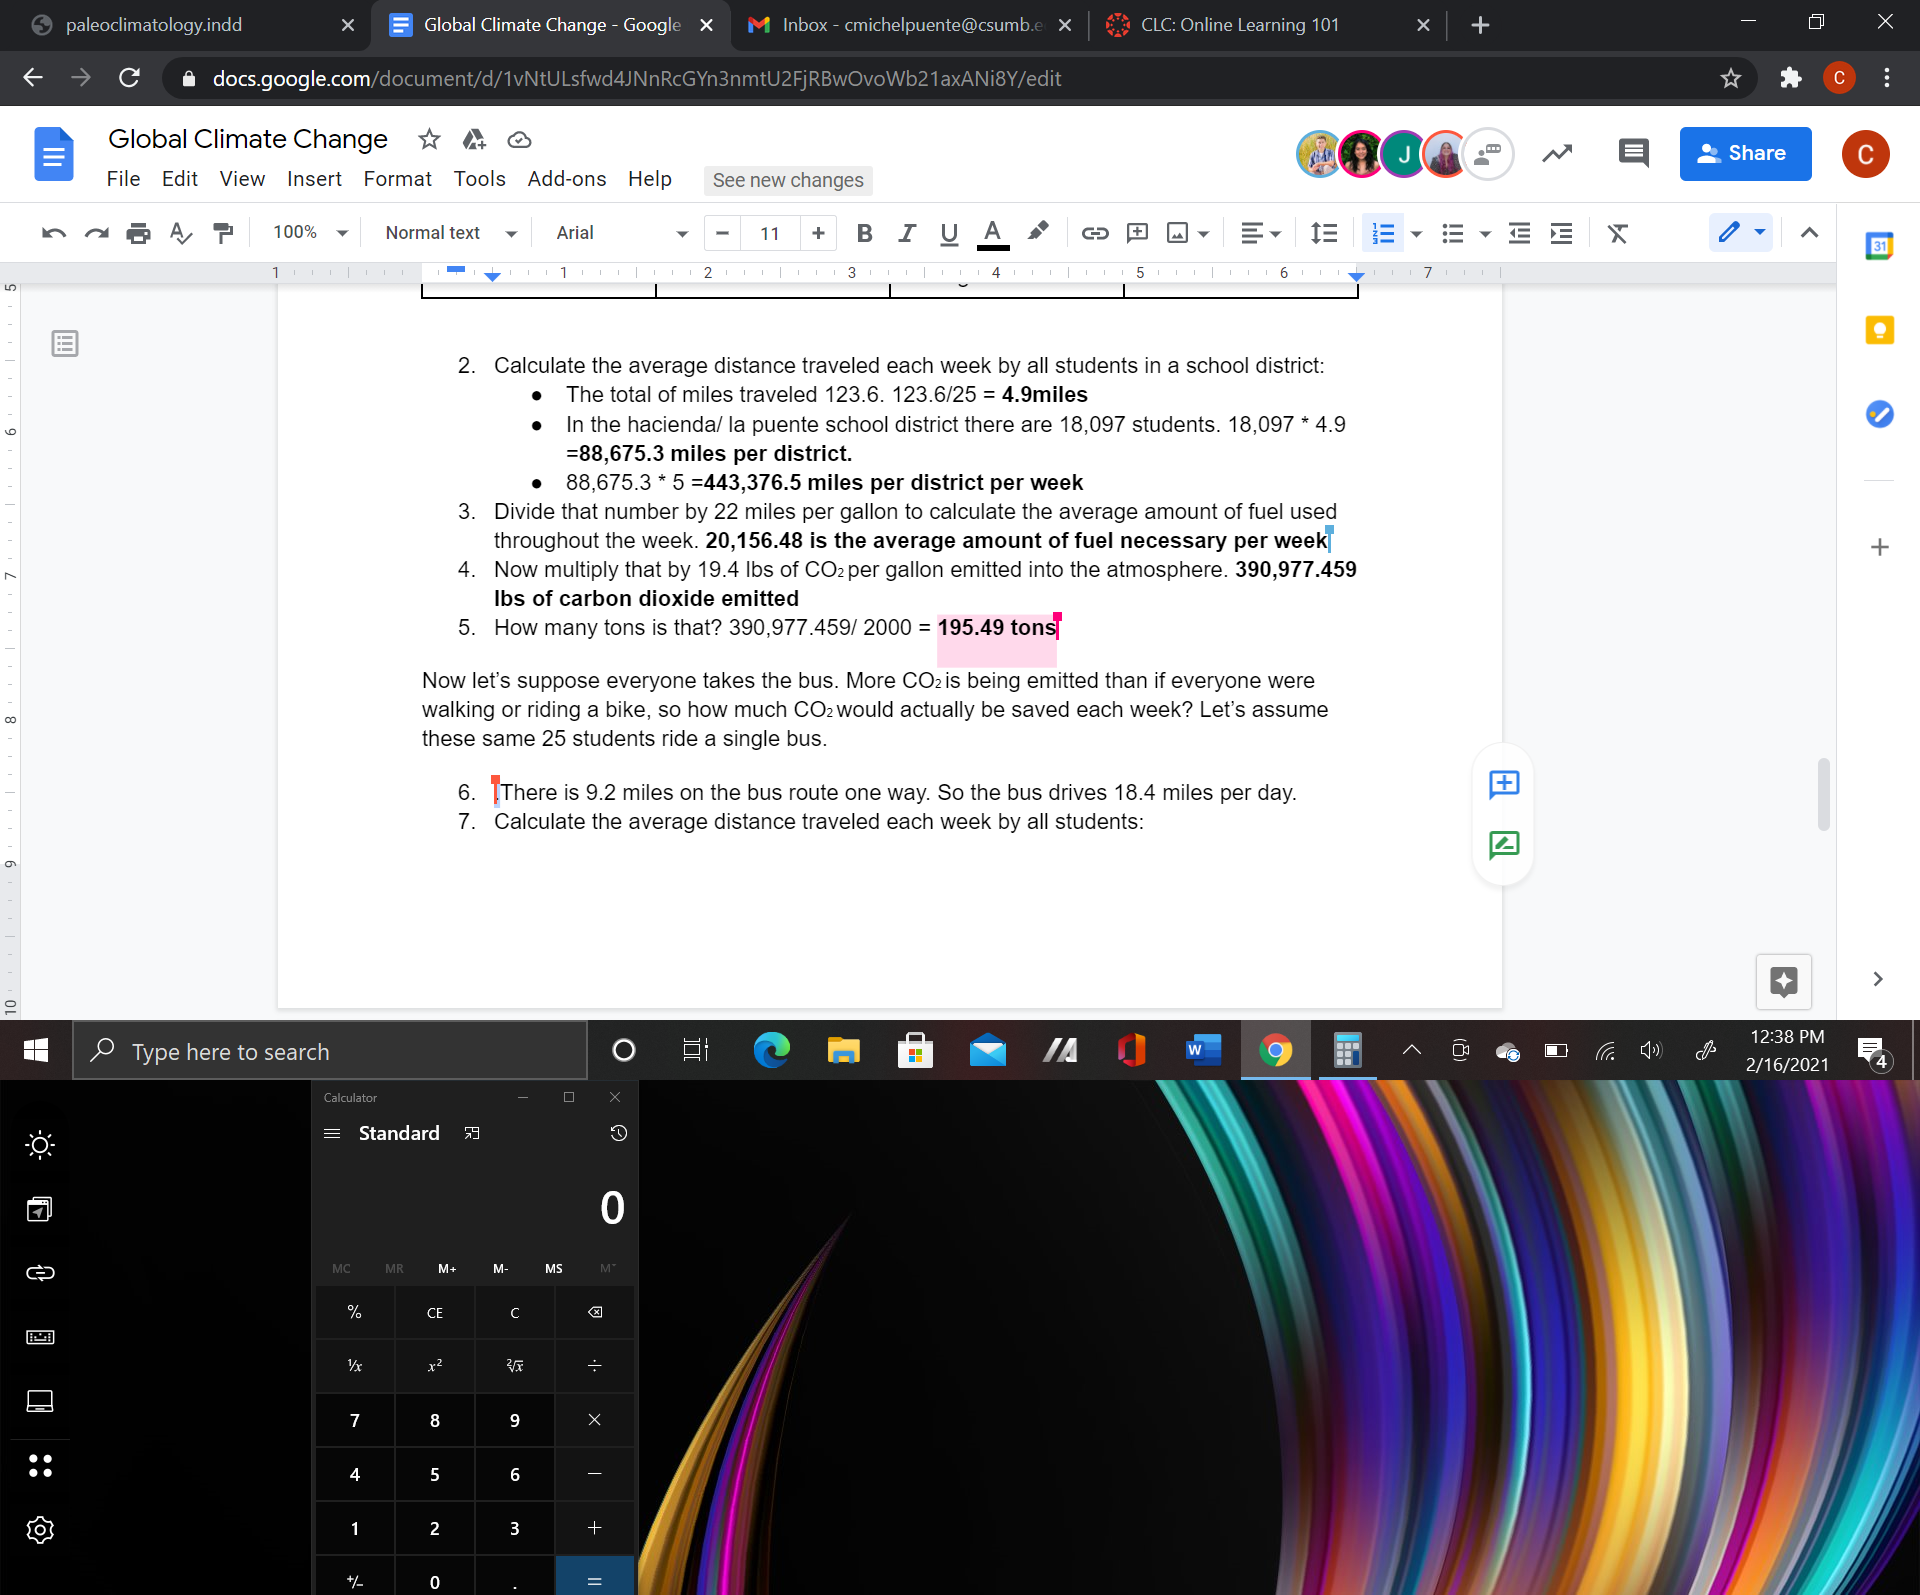 paleoclimatology.indd
Global Climate Change - Google
Inbox - cmichelpuente@csumb.e
CLC: Online Learning 101
docs.google.com/document/d/1vNtULsfwd4JNnRcGYn3nmtU2FjRBwOvoWb21axANi8Y/edit
C
Global Climate Change
J
Share
C
File Edit View Insert Format Tools Add-ons Help See new changes
100% Normal text Arial 11 B I U A
31
1 1 2 3 4 5 6 7
5
6
7
8
9
10
2. Calculate the average distance traveled each week by all students in a school district:
● The total of miles traveled 123.6. 123.6/25 = 4.9miles
● In the hacienda/ la puente school district there are 18,097 students. 18,097 * 4.9
=88,675.3 miles per district.
● 88,675.3 * 5 =443,376.5 miles per district per week
3. Divide that number by 22 miles per gallon to calculate the average amount of fuel used
throughout the week. 20,156.48 is the average amount of fuel necessary per week
4. Now multiply that by 19.4 lbs of CO₂ per gallon emitted into the atmosphere. 390,977.459
lbs of carbon dioxide emitted
5. How many tons is that? 390,977.459/ 2000 = 195.49 tons
Now let's suppose everyone takes the bus. More CO₂ is being emitted than if everyone were
walking or riding a bike, so how much CO₂ would actually be saved each week? Let's assume
these same 25 students ride a single bus.
6. .There is 9.2 miles on the bus route one way. So the bus drives 18.4 miles per day.
7. Calculate the average distance traveled each week by all students:
Type here to search
W
12:38 PM
2/16/2021
4
Calculator
Standard
0
MC MR M+ M- MS M˅
% CE C
⅟x x² ²√x ÷
7 8 9 ×
4 5 6 −
1 2 3 +
+/- 0 . =